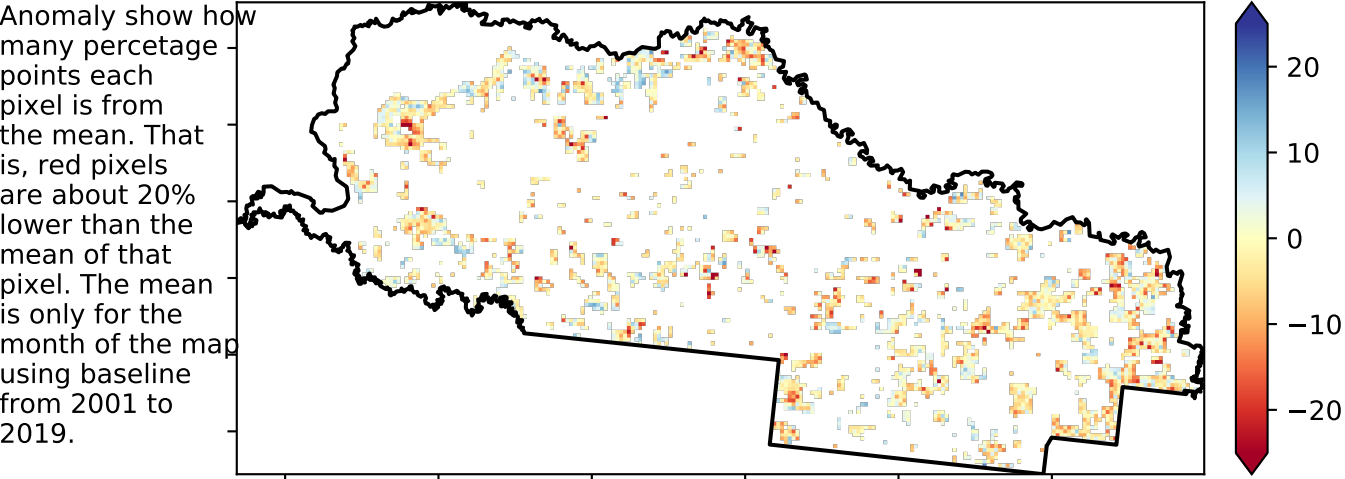 Anomaly show how
many percetage
points each
pixel is from
the mean. That
is, red pixels
are about 20%
lower than the
mean of that
pixel. The mean
is only for the
month of the map
using baseline
from 2001 to
2019.
20
10
0
−10
−20